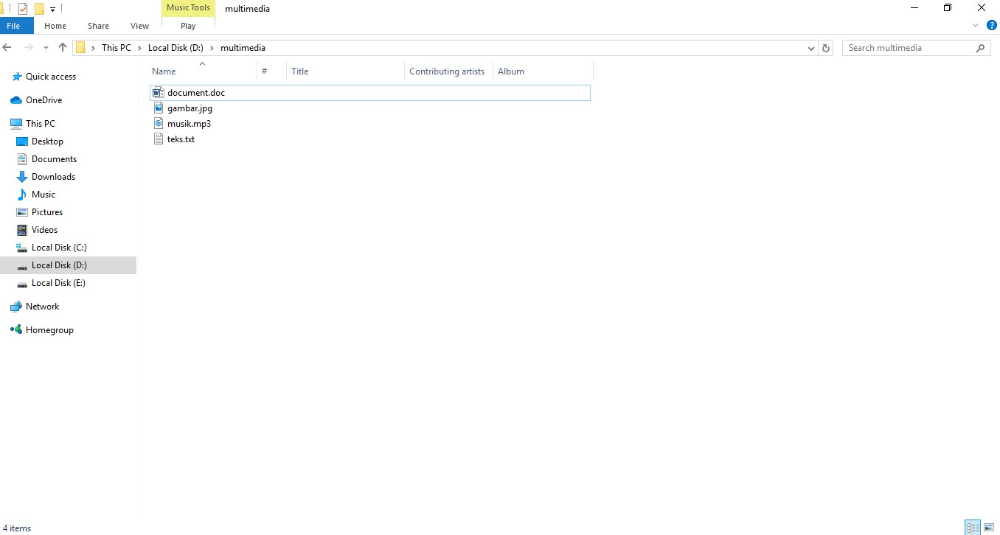 Music Tools multimedia
File Home Share View Play
This PC Local Disk (D:) multimedia Search multimedia
Name # Title Contributing artists Album
Quick access
OneDrive
This PC
Desktop
Documents
Downloads
Music
Pictures
Videos
Local Disk (C:)
Local Disk (D:)
Local Disk (E:)
Network
Homegroup
document.doc
gambar.jpg
musik.mp3
teks.txt
4 items